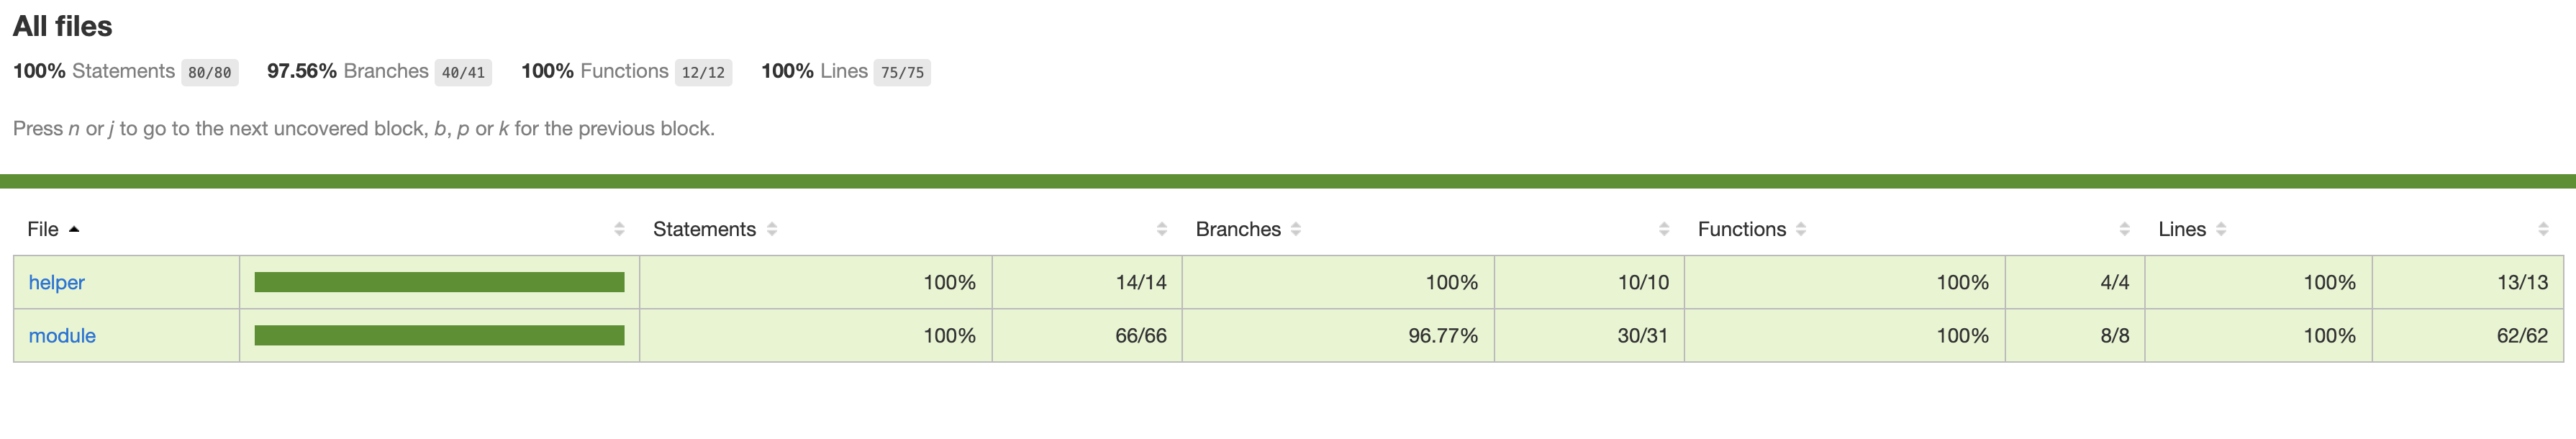 All files
100% Statements 80/80 97.56% Branches 40/41 100% Functions 12/12 100% Lines 75/75
Press n or j to go to the next uncovered block, b, p or k for the previous block.
File Statements Branches Functions Lines
helper 100% 14/14 100% 10/10 100% 4/4 100% 13/13
module 100% 66/66 96.77% 30/31 100% 8/8 100% 62/62